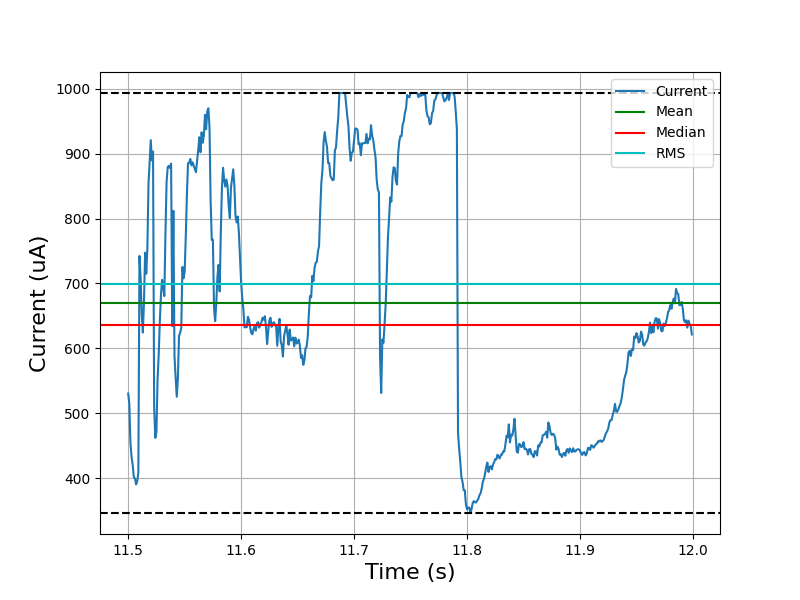 1000
900
800
700
600
500
400
Current (uA)
11.5 11.6 11.7 11.8 11.9 12.0
Time (s)
Current
Mean
Median
RMS